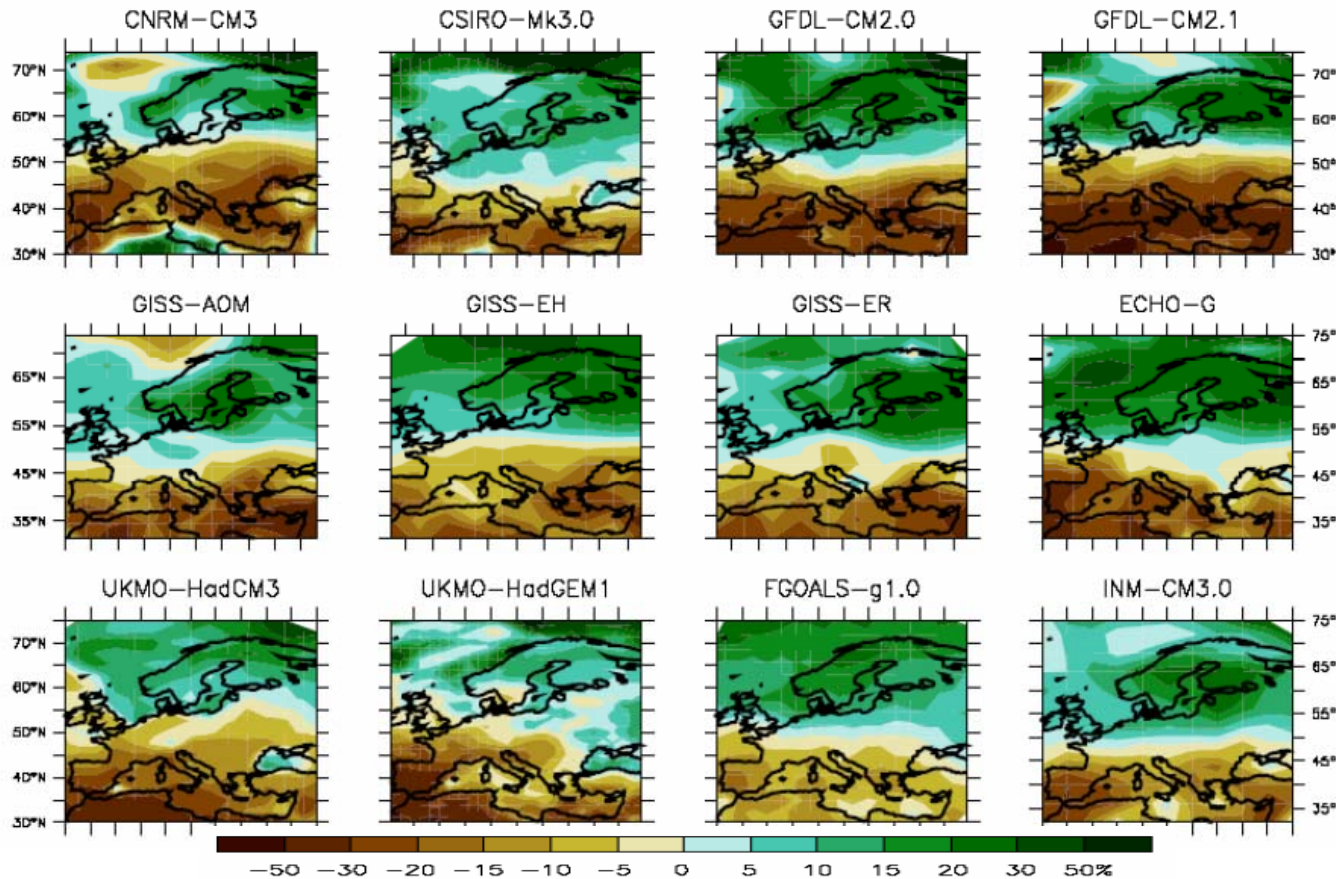 CNRM−CM3 CSIRO−Mk3.0 GFDL−CM2.0 GFDL−CM2.1
70°N 70°
60°N 60°
50°N 50°
40°N 40°
30°N 30°
GISS−AOM GISS−EH GISS−ER ECHO−G
75°
65°N 65°
55°N 55°
45°N 45°
35°N 35°
UKMO−HadCM3 UKMO−HadGEM1 FGOALS−g1.0 INM−CM3.0
75°
70°N
65°
60°N
55°
50°N
45°
40°N
35°
30°N
−50 −30 −20 −15 −10 −5 0 5 10 15 20 30 50%